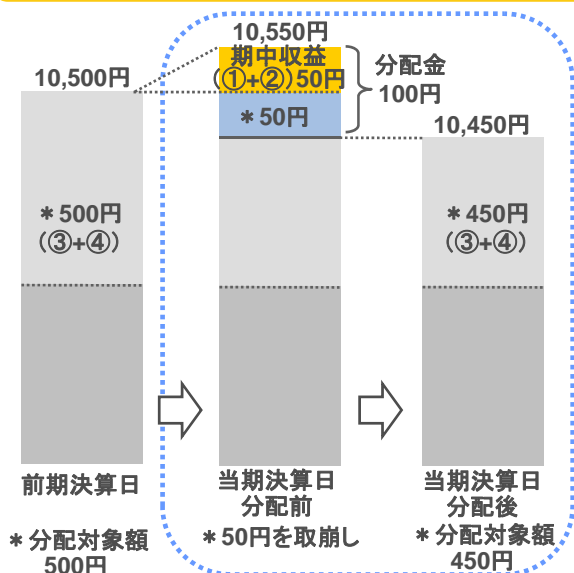 10,550円
期中収益
(①+②)50円
分配金
100円
10,500円
＊50円
10,450円
＊500円
(③+④)
＊450円
(③+④)
前期決算日
当期決算日
分配前
当期決算日
分配後
＊分配対象額
500円
＊50円を取崩し
＊分配対象額
450円